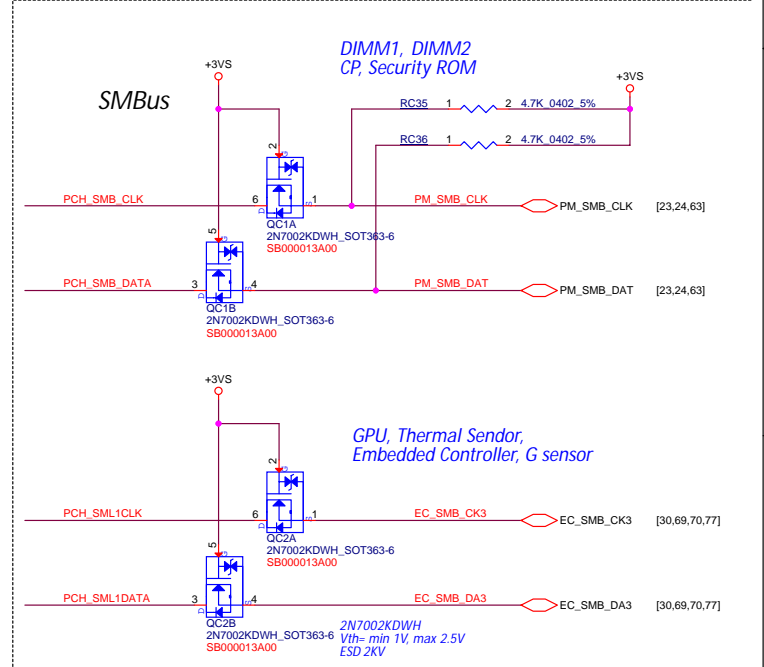 DIMM1, DIMM2
CP, Security ROM
+3VS
+3VS
SMBus
RC35 1 2 4.7K_0402_5%
RC36 1 2 4.7K_0402_5%
2
G
PCH_SMB_CLK 6 1 PM_SMB_CLK PM_SMB_CLK [23,24,63]
D S
QC1A
2N7002KDWH_SOT363-6
SB000013A00
5
G
PCH_SMB_DATA 3 4 PM_SMB_DAT PM_SMB_DAT [23,24,63]
D S
QC1B
2N7002KDWH_SOT363-6
SB000013A00
+3VS
GPU, Thermal Sendor,
Embedded Controller, G sensor
2
G
PCH_SML1CLK 6 1 EC_SMB_CK3 EC_SMB_CK3 [30,69,70,77]
D S
QC2A
2N7002KDWH_SOT363-6
SB000013A00
5
G
PCH_SML1DATA 3 4 EC_SMB_DA3 EC_SMB_DA3 [30,69,70,77]
D S
QC2B
2N7002KDWH_SOT363-6
SB000013A00
2N7002KDWH
Vth= min 1V, max 2.5V
ESD 2KV